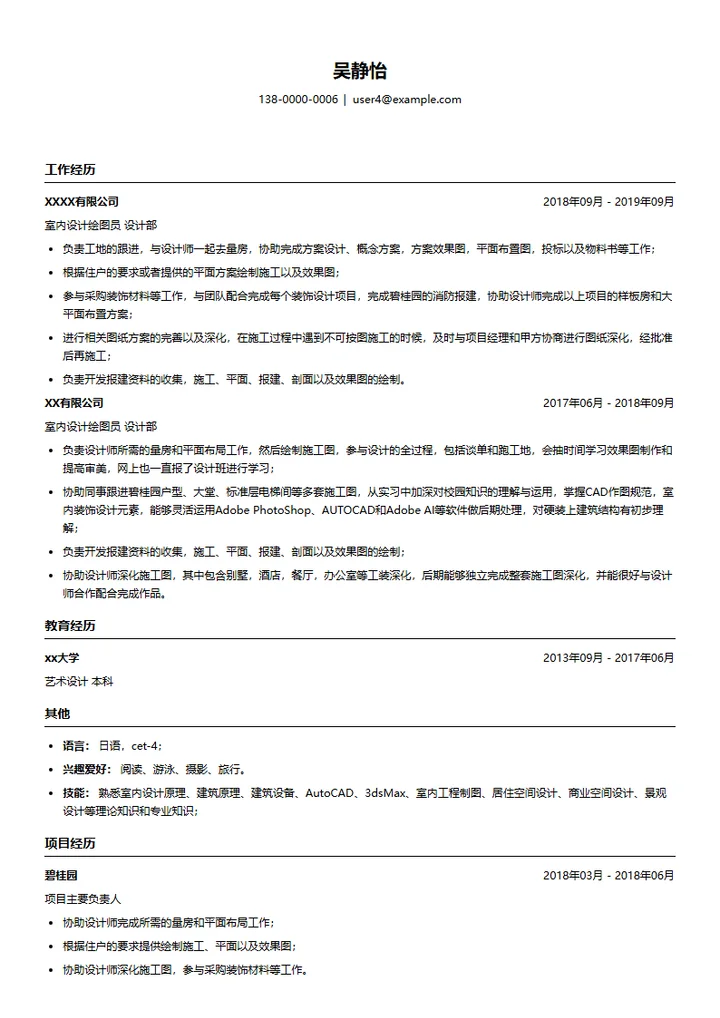 吴静怡
138-0000-0006 | user4@example.com
工作经历
XXXX有限公司 2018年09月 - 2019年09月
室内设计绘图员 设计部
• 负责工地的跟进，与设计师一起去量房，协助完成方案设计、概念方案，方案效果图，平面布置图，投标以及物料书等工作；
• 根据住户的要求或者提供的平面方案绘制施工以及效果图；
• 参与采购装饰材料等工作，与团队配合完成每个装饰设计项目，完成碧桂园的消防报建，协助设计师完成以上项目的样板房和大
平面布置方案；
• 进行相关图纸方案的完善以及深化，在施工过程中遇到不可按图施工的时候，及时与项目经理和甲方协商进行图纸深化，经批准
后再施工；
• 负责开发报建资料的收集，施工、平面、报建、剖面以及效果图的绘制。
XX有限公司 2017年06月 - 2018年09月
室内设计绘图员 设计部
• 负责设计师所需的量房和平面布局工作，然后绘制施工图，参与设计的全过程，包括谈单和跑工地，会抽时间学习效果图制作和
提高审美，网上也一直报了设计班进行学习；
• 协助同事跟进碧桂园户型、大堂、标准层电梯间等多套施工图，从实习中加深对校园知识的理解与运用，掌握CAD作图规范，室
内装饰设计元素，能够灵活运用Adobe PhotoShop、AUTOCAD和Adobe AI等软件做后期处理，对硬装上建筑结构有初步理
解；
• 负责开发报建资料的收集，施工、平面、报建、剖面以及效果图的绘制；
• 协助设计师深化施工图，其中包含别墅，酒店，餐厅，办公室等工装深化，后期能够独立完成整套施工图深化，并能很好与设计
师合作配合完成作品。
教育经历
xx大学 2013年09月 - 2017年06月
艺术设计 本科
其他
• 语言： 日语，cet-4；
• 兴趣爱好： 阅读、游泳、摄影、旅行。
• 技能： 熟悉室内设计原理、建筑原理、建筑设备、AutoCAD、3dsMax、室内工程制图、居住空间设计、商业空间设计、景观
设计等理论知识和专业知识；
项目经历
碧桂园 2018年03月 - 2018年06月
项目主要负责人
• 协助设计师完成所需的量房和平面布局工作；
• 根据住户的要求提供绘制施工、平面以及效果图；
• 协助设计师深化施工图，参与采购装饰材料等工作。